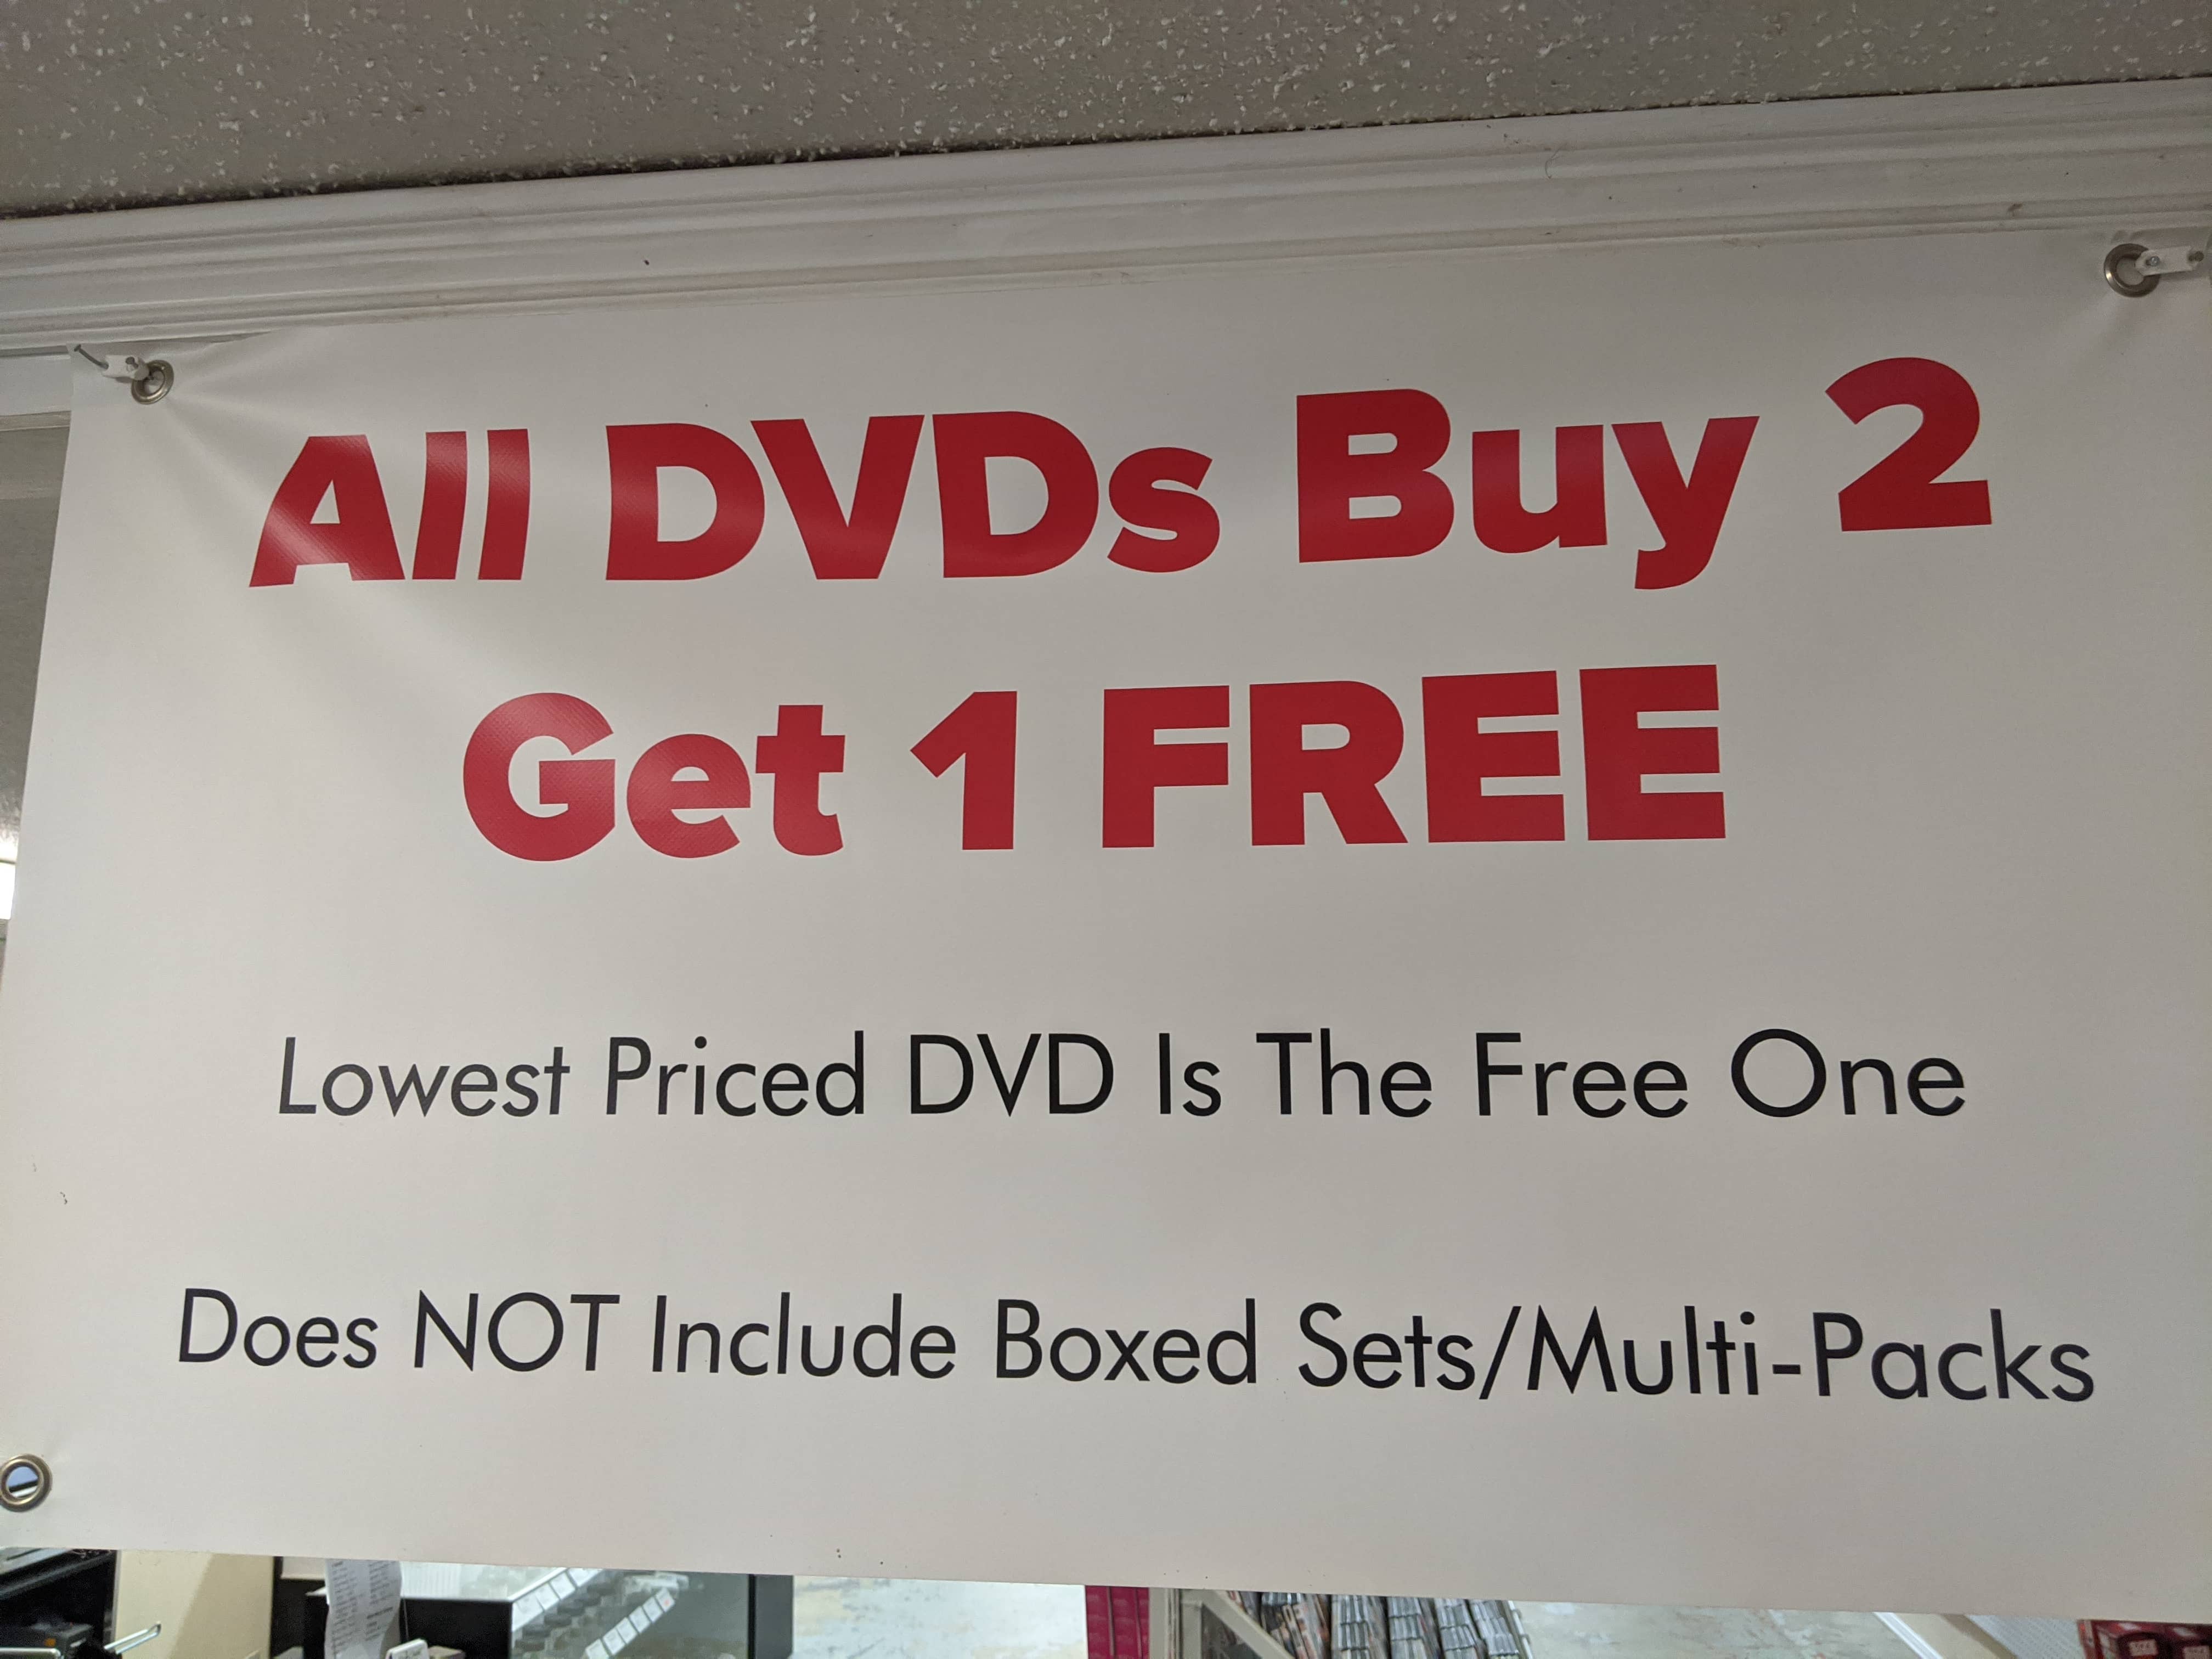 All DVDs Buy 2
Get 1 FREE
Lowest Priced DVD Is The Free One
Does NOT Include Boxed Sets/Multi-Packs